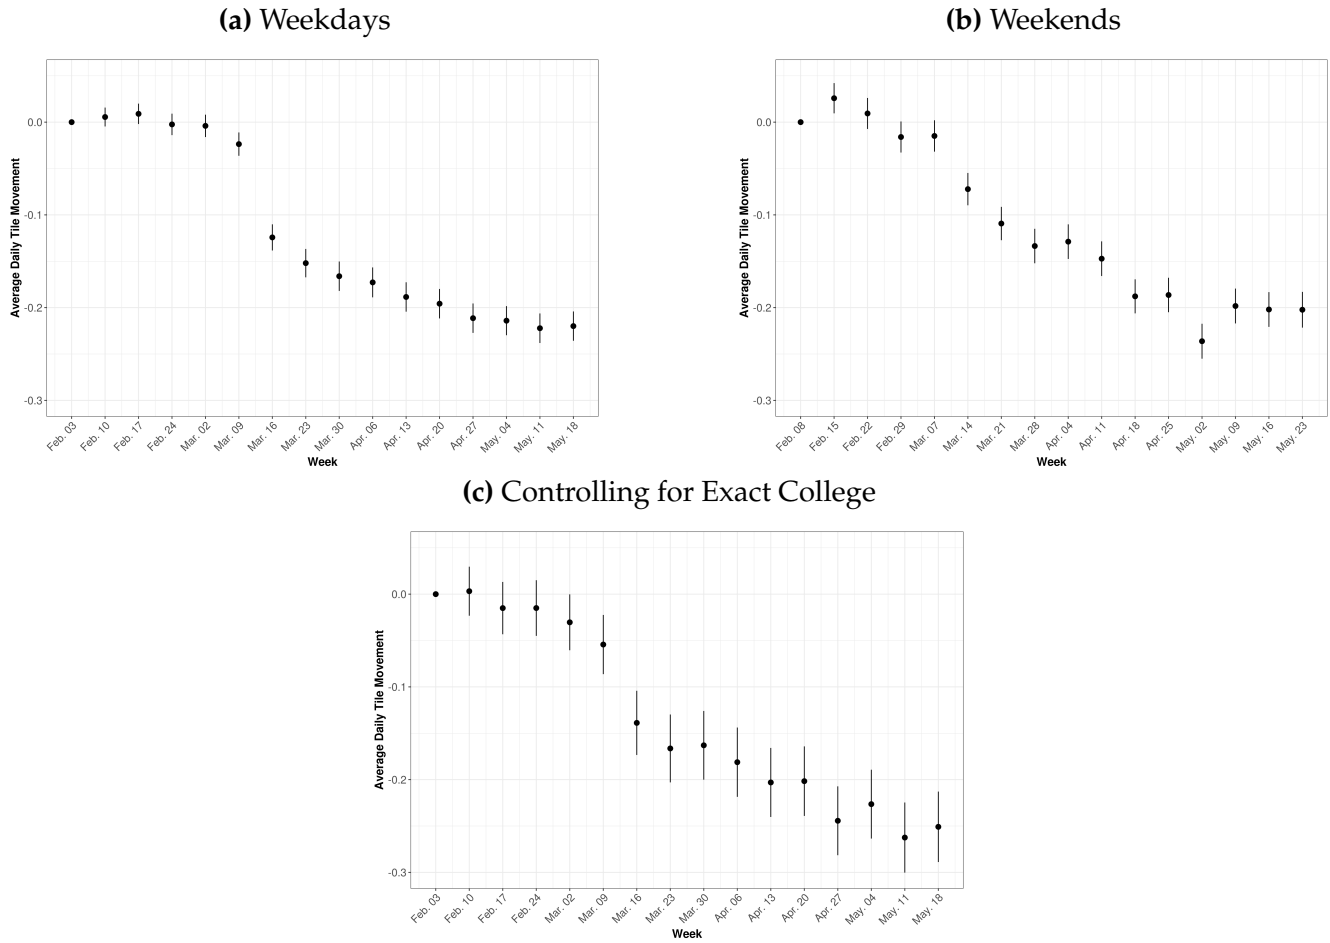 (a) Weekdays
0.0
-0.1
-0.2
-0.3
Average Daily Tile Movement
Feb. 03
Feb. 10
Feb. 17
Feb. 24
Mar. 02
Mar. 09
Mar. 16
Mar. 23
Mar. 30
Apr. 06
Apr. 13
Apr. 20
Apr. 27
May. 04
May. 11
May. 18
Week
(b) Weekends
0.0
-0.1
-0.2
-0.3
Average Daily Tile Movement
Feb. 08
Feb. 15
Feb. 22
Feb. 29
Mar. 07
Mar. 14
Mar. 21
Mar. 28
Apr. 04
Apr. 11
Apr. 18
Apr. 25
May. 02
May. 09
May. 16
May. 23
Week
(c) Controlling for Exact College
0.0
-0.1
-0.2
-0.3
Average Daily Tile Movement
Feb. 03
Feb. 10
Feb. 17
Feb. 24
Mar. 02
Mar. 09
Mar. 16
Mar. 23
Mar. 30
Apr. 06
Apr. 13
Apr. 20
Apr. 27
May. 04
May. 11
May. 18
Week